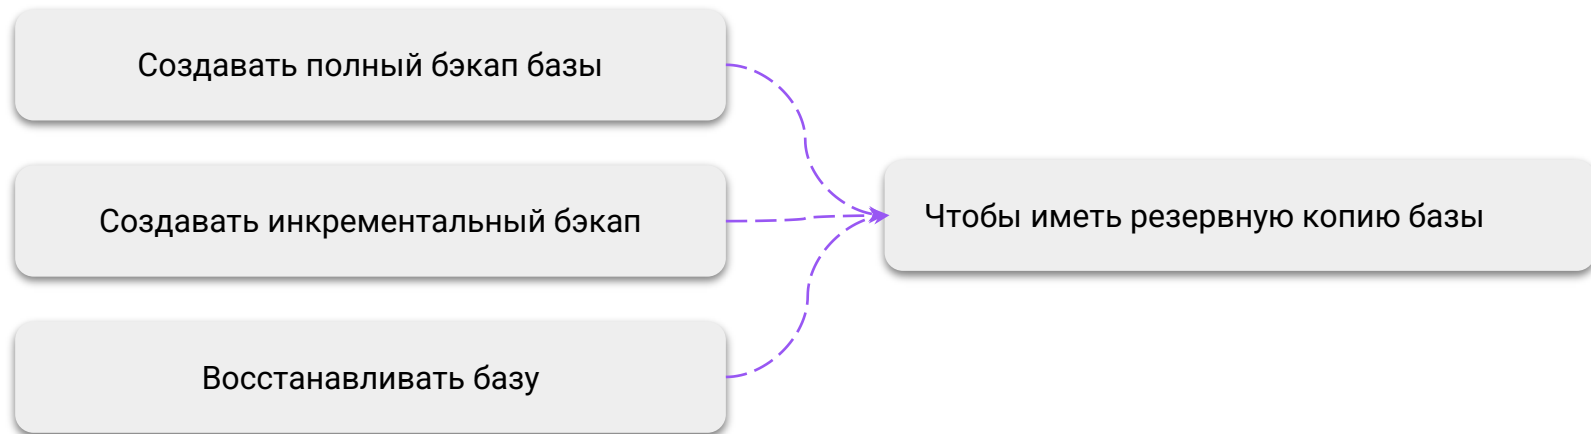 Создавать полный бэкап базы
Создавать инкрементальный бэкап
Чтобы иметь резервную копию базы
Восстанавливать базу